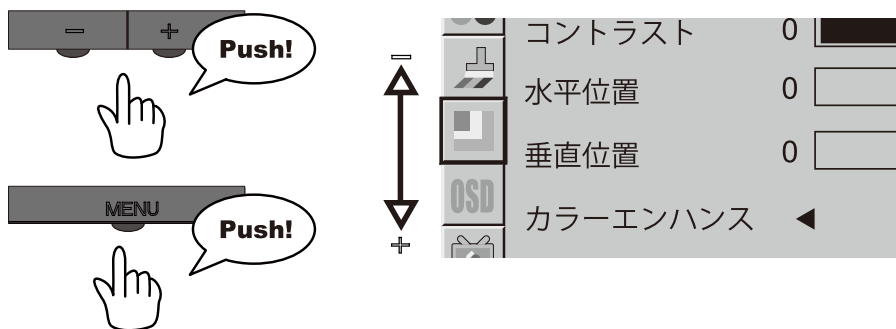 − +
Push!
MENU
Push!
−
+
コントラスト 0
水平位置 0
垂直位置 0
OSD
カラーエンハンス ◀